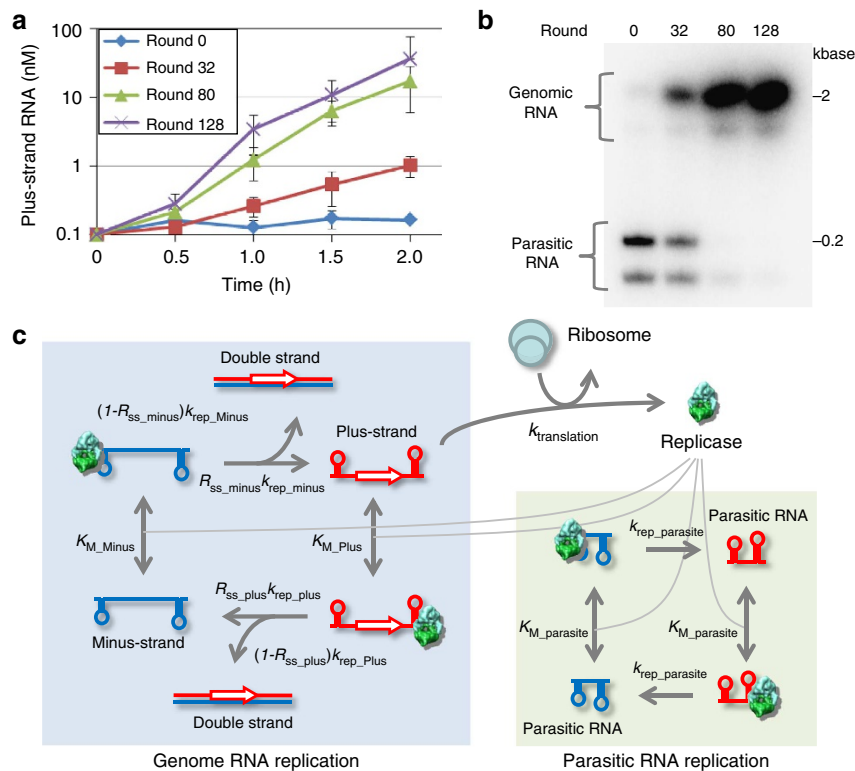 a
Plus-strand RNA (nM)
100
10
1
0.1
Round 0
Round 32
Round 80
Round 128
0
0.5
1.0
1.5
2.0
Time (h)
b
Round
0 32 80 128
kbase
Genomic
RNA
–2
Parasitic
RNA
–0.2
c
Double strand
(1-Rss_minus)krep_Minus
Plus-strand
Rss_minuskrep_minus
KM_Minus
KM_Plus
Rss_pluskrep_plus
Minus-strand
(1-Rss_plus)krep_Plus
Double strand
Genome RNA replication
Ribosome
ktranslation
Replicase
Parasitic RNA
krep_parasite
KM_parasite
KM_parasite
krep_parasite
Parasitic RNA
Parasitic RNA replication